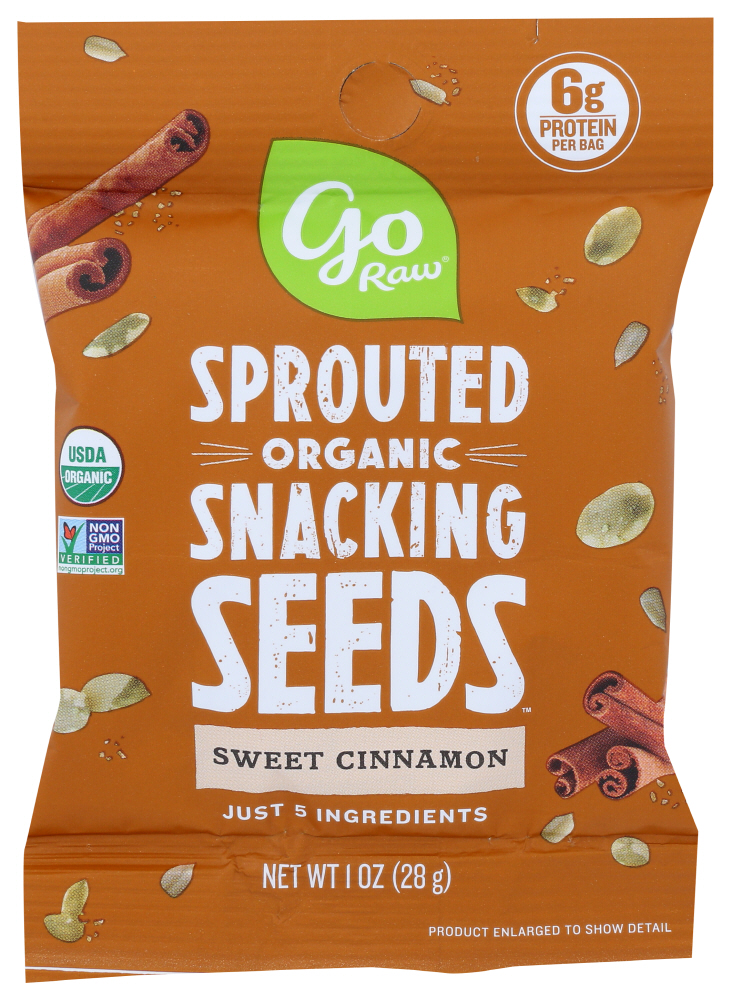 6g
PROTEIN
PER BAG
go
Raw®
SPROUTED
ORGANIC
SNACKING
SEEDS™
USDA
ORGANIC
NON
GMO
Project
VERIFIED
nongmoproject.org
SWEET CINNAMON
JUST 5 INGREDIENTS
NET WT 1 OZ (28 g)
PRODUCT ENLARGED TO SHOW DETAIL